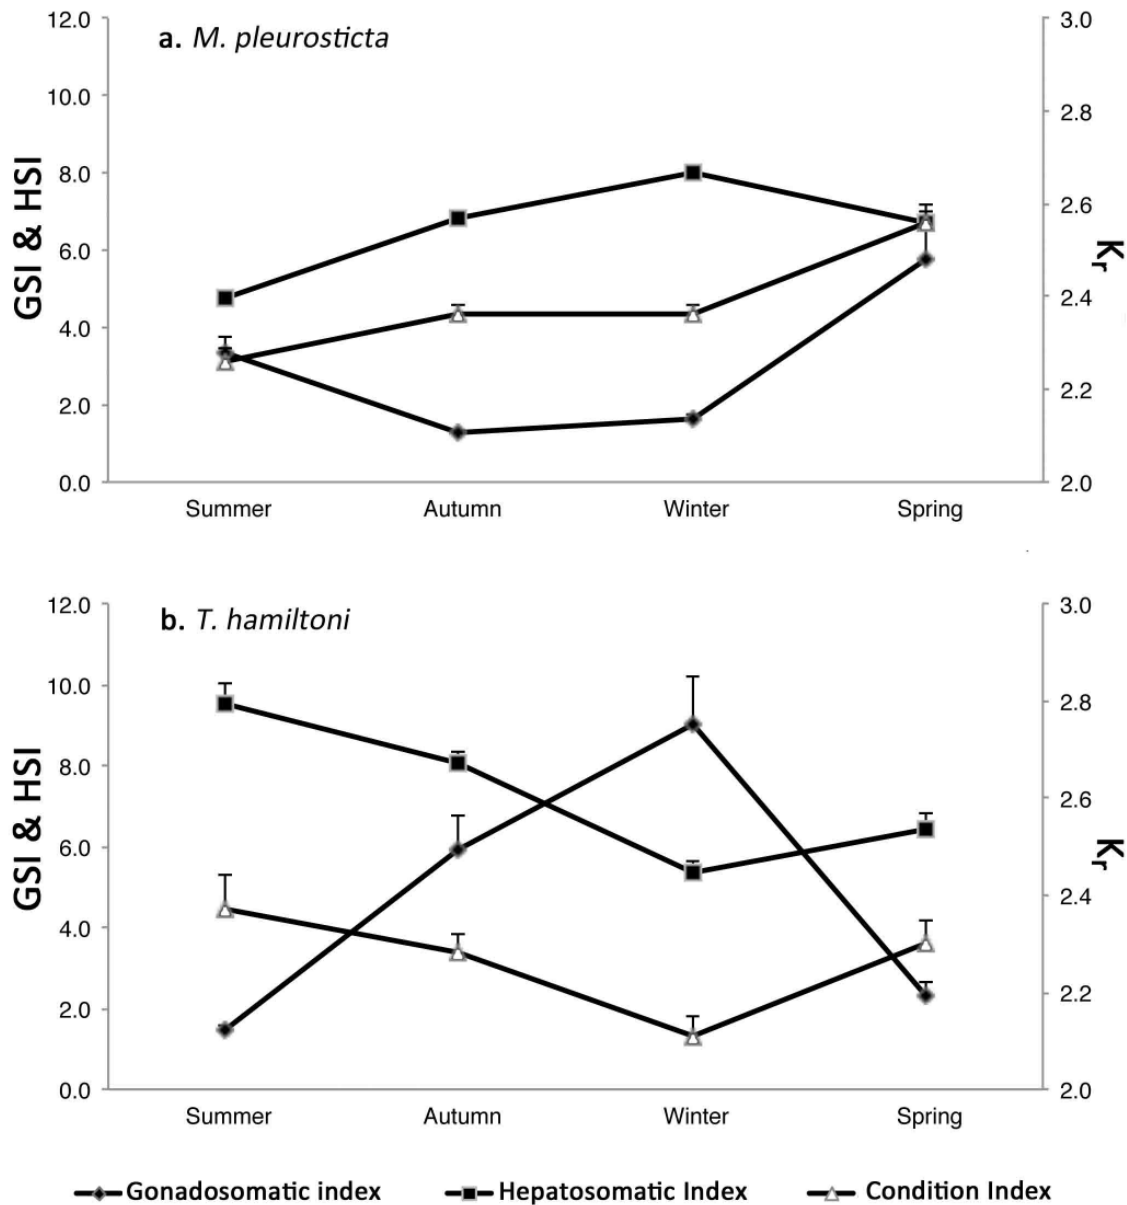 a. M. pleurosticta
12.0
10.0
8.0
6.0
4.0
2.0
0.0
GSI & HSI
3.0
2.8
2.6
2.4
2.2
2.0
Kr
Summer Autumn Winter Spring
b. T. hamiltoni
12.0
10.0
8.0
6.0
4.0
2.0
0.0
GSI & HSI
3.0
2.8
2.6
2.4
2.2
2.0
Kr
Summer Autumn Winter Spring
Gonadosomatic index Hepatosomatic Index Condition Index